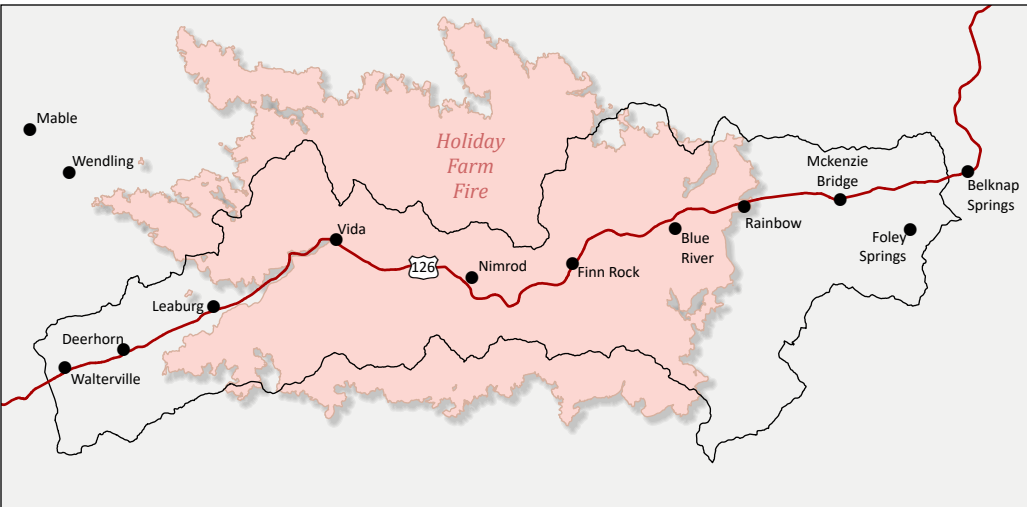 Mable
Wendling
Holiday
Farm
Fire
Mckenzie
Bridge
Belknap
Springs
Rainbow
Foley
Springs
Vida
Blue
River
126
Nimrod
Finn Rock
Leaburg
Deerhorn
Walterville